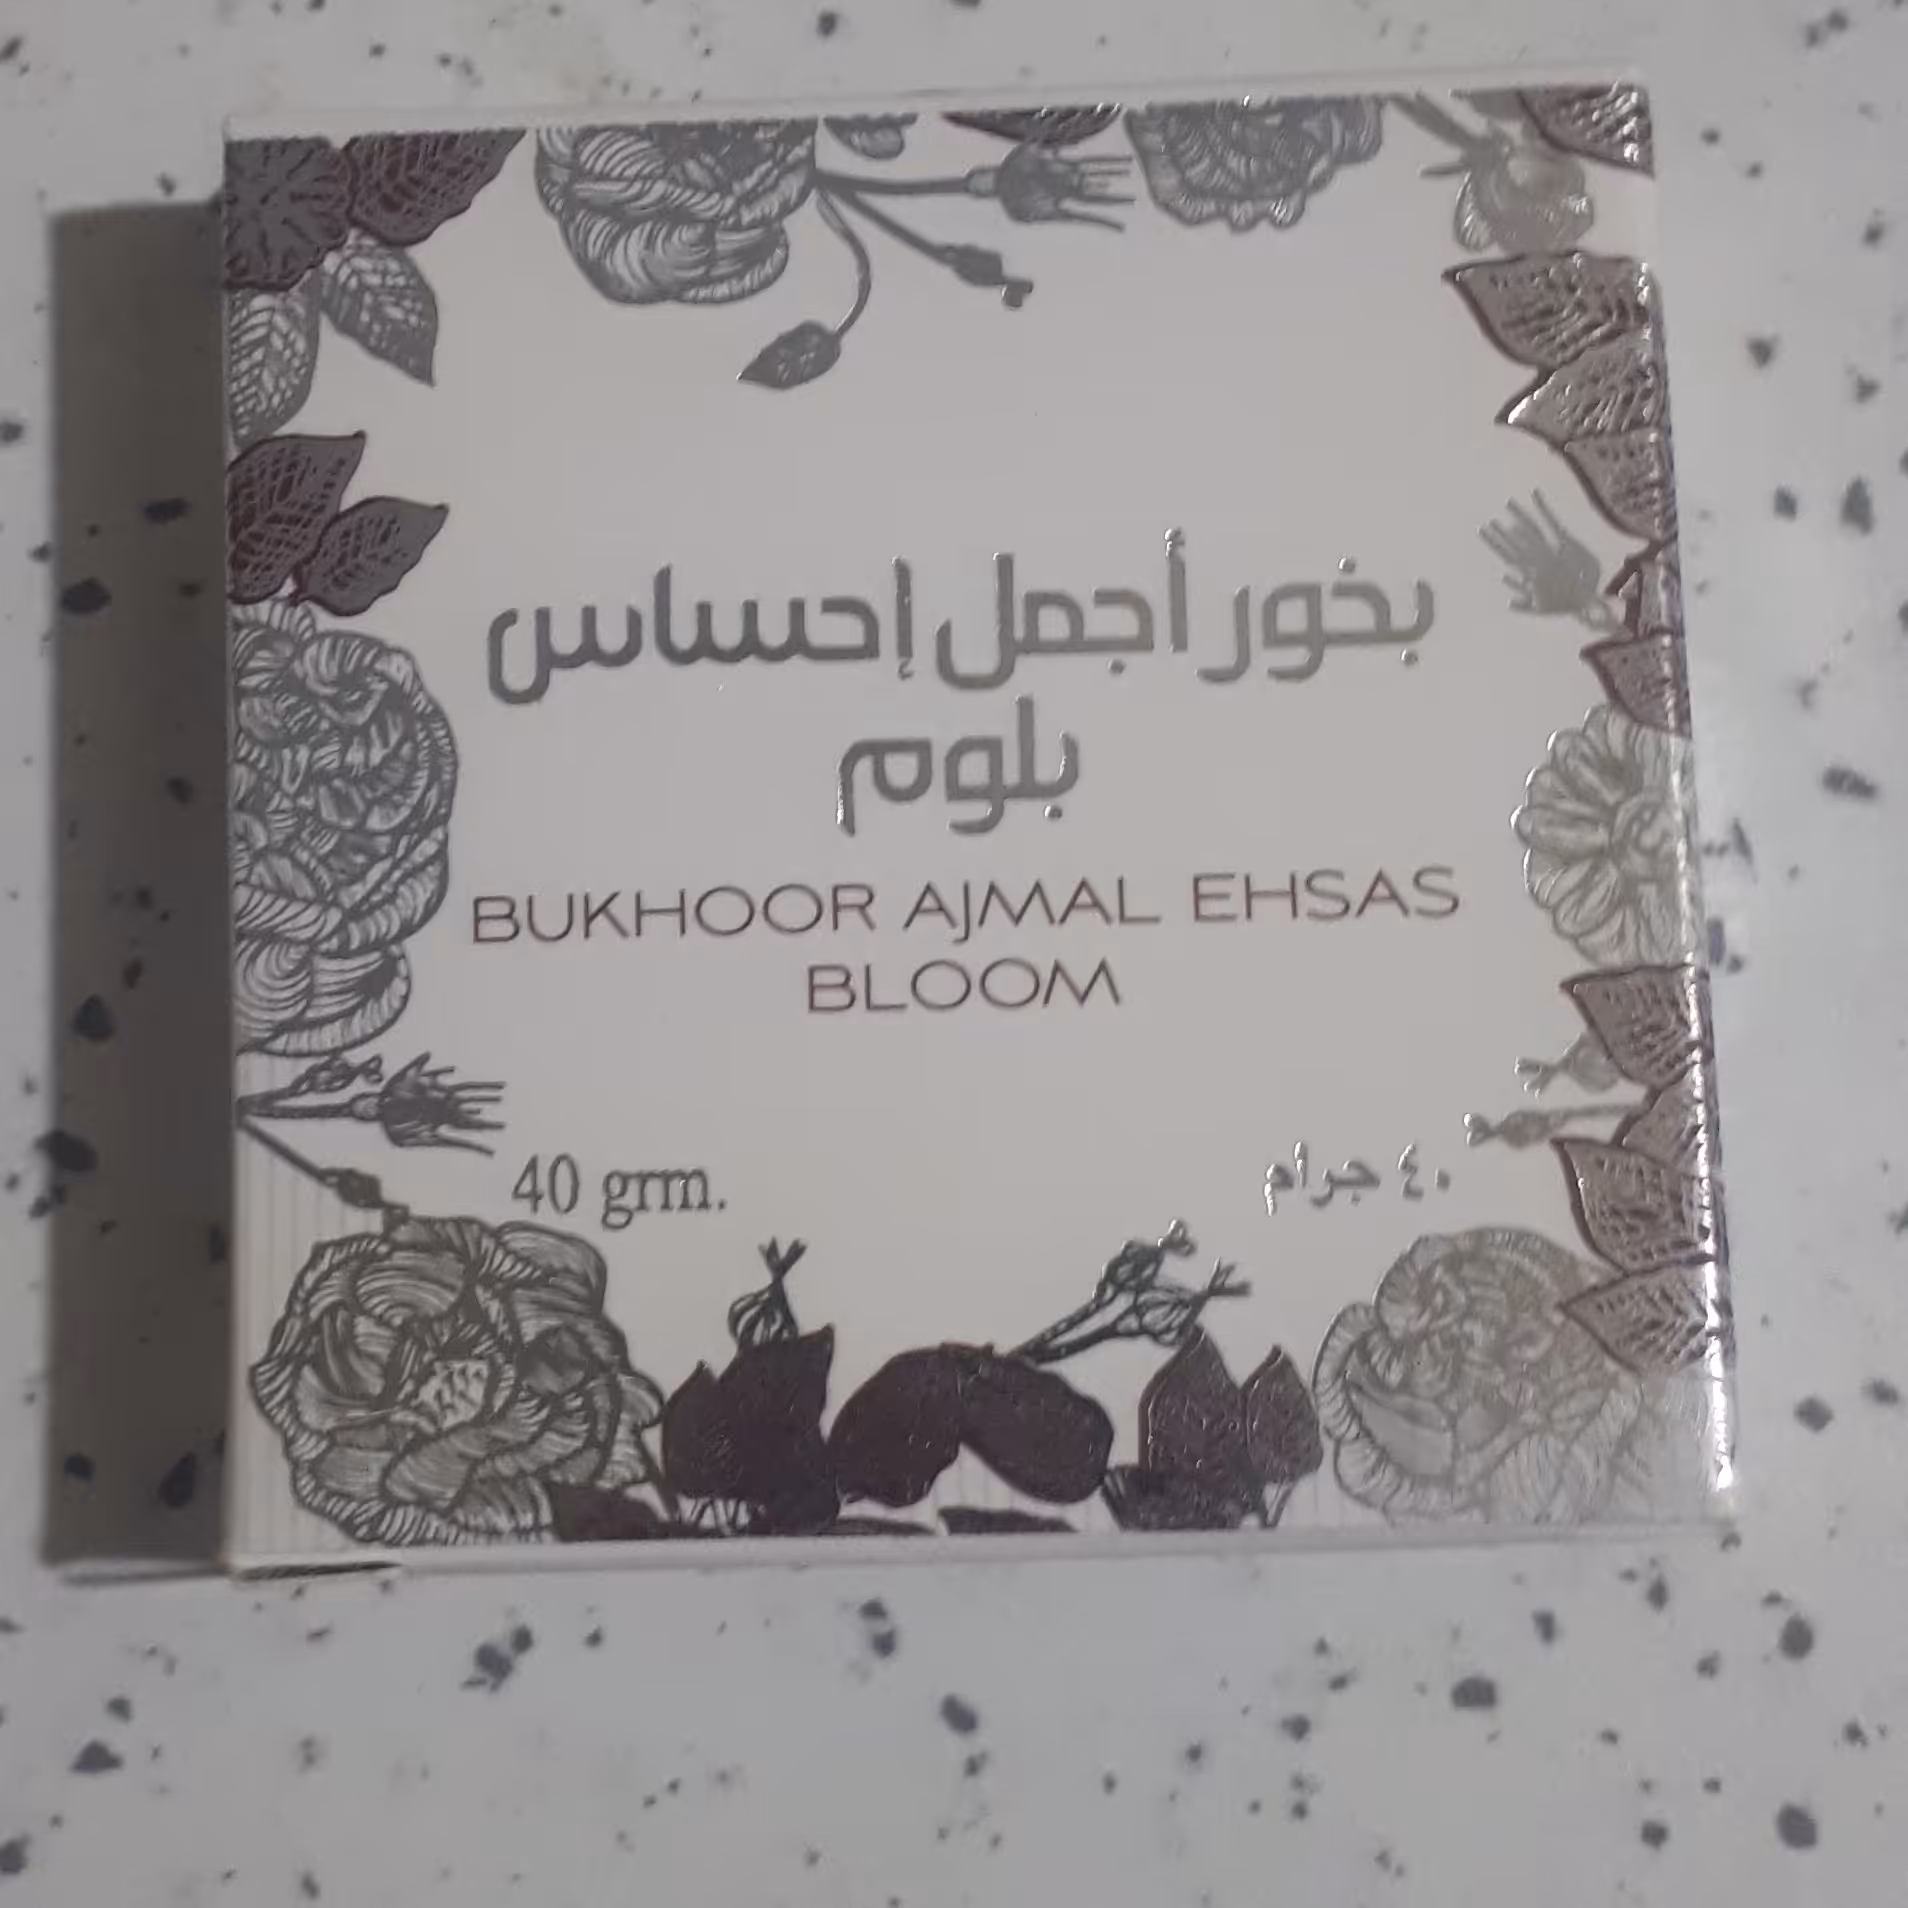 بخور أجمل إحساس
بلوم
BUKHOOR AJMAL EHSAS
BLOOM
40 grm.
٤٠ جرام